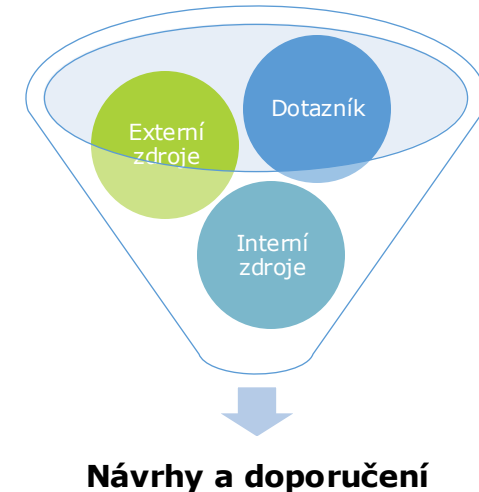 Dotazník
Externí
zdroje
Interní
zdroje
Návrhy a doporučení